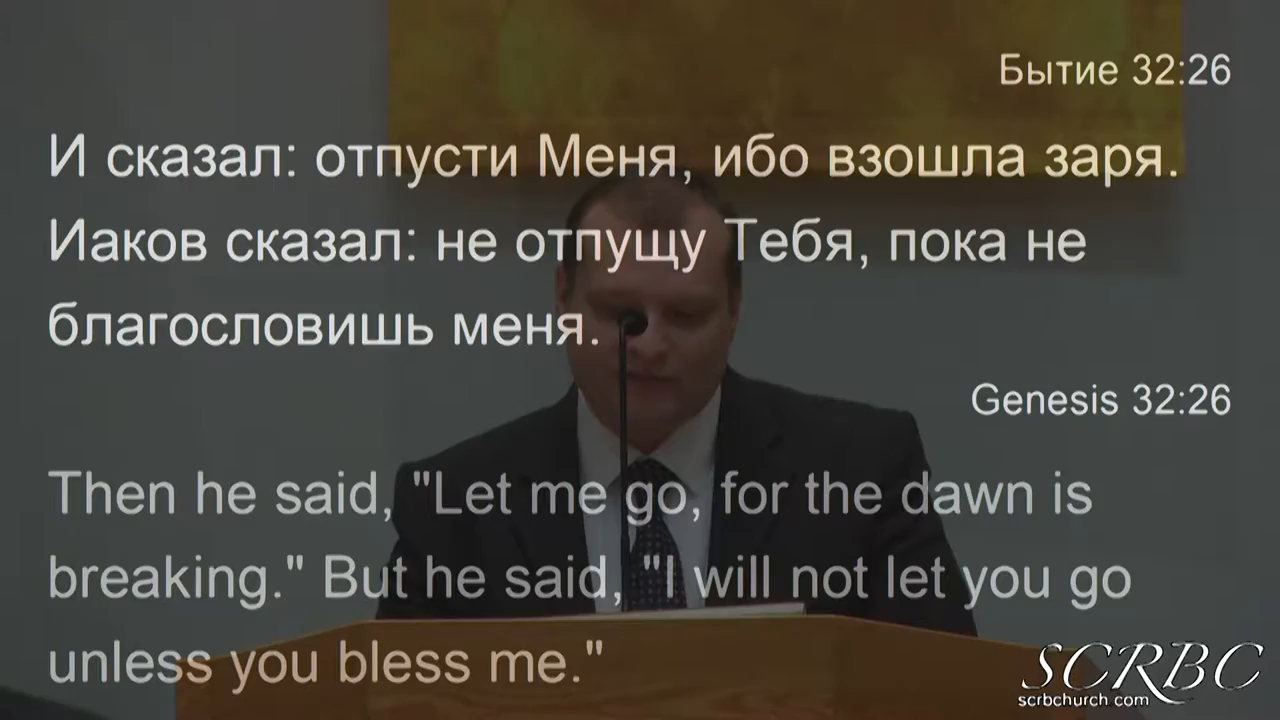 Бытие 32:26
И сказал: отпусти Меня, ибо взошла заря.
Иаков сказал: не отпущу Тебя, пока не
благословишь меня.
Genesis 32:26
Then he said, "Let me go, for the dawn is
breaking." But he said, "I will not let you go
unless you bless me."
SCRBC
scrbchurch.com